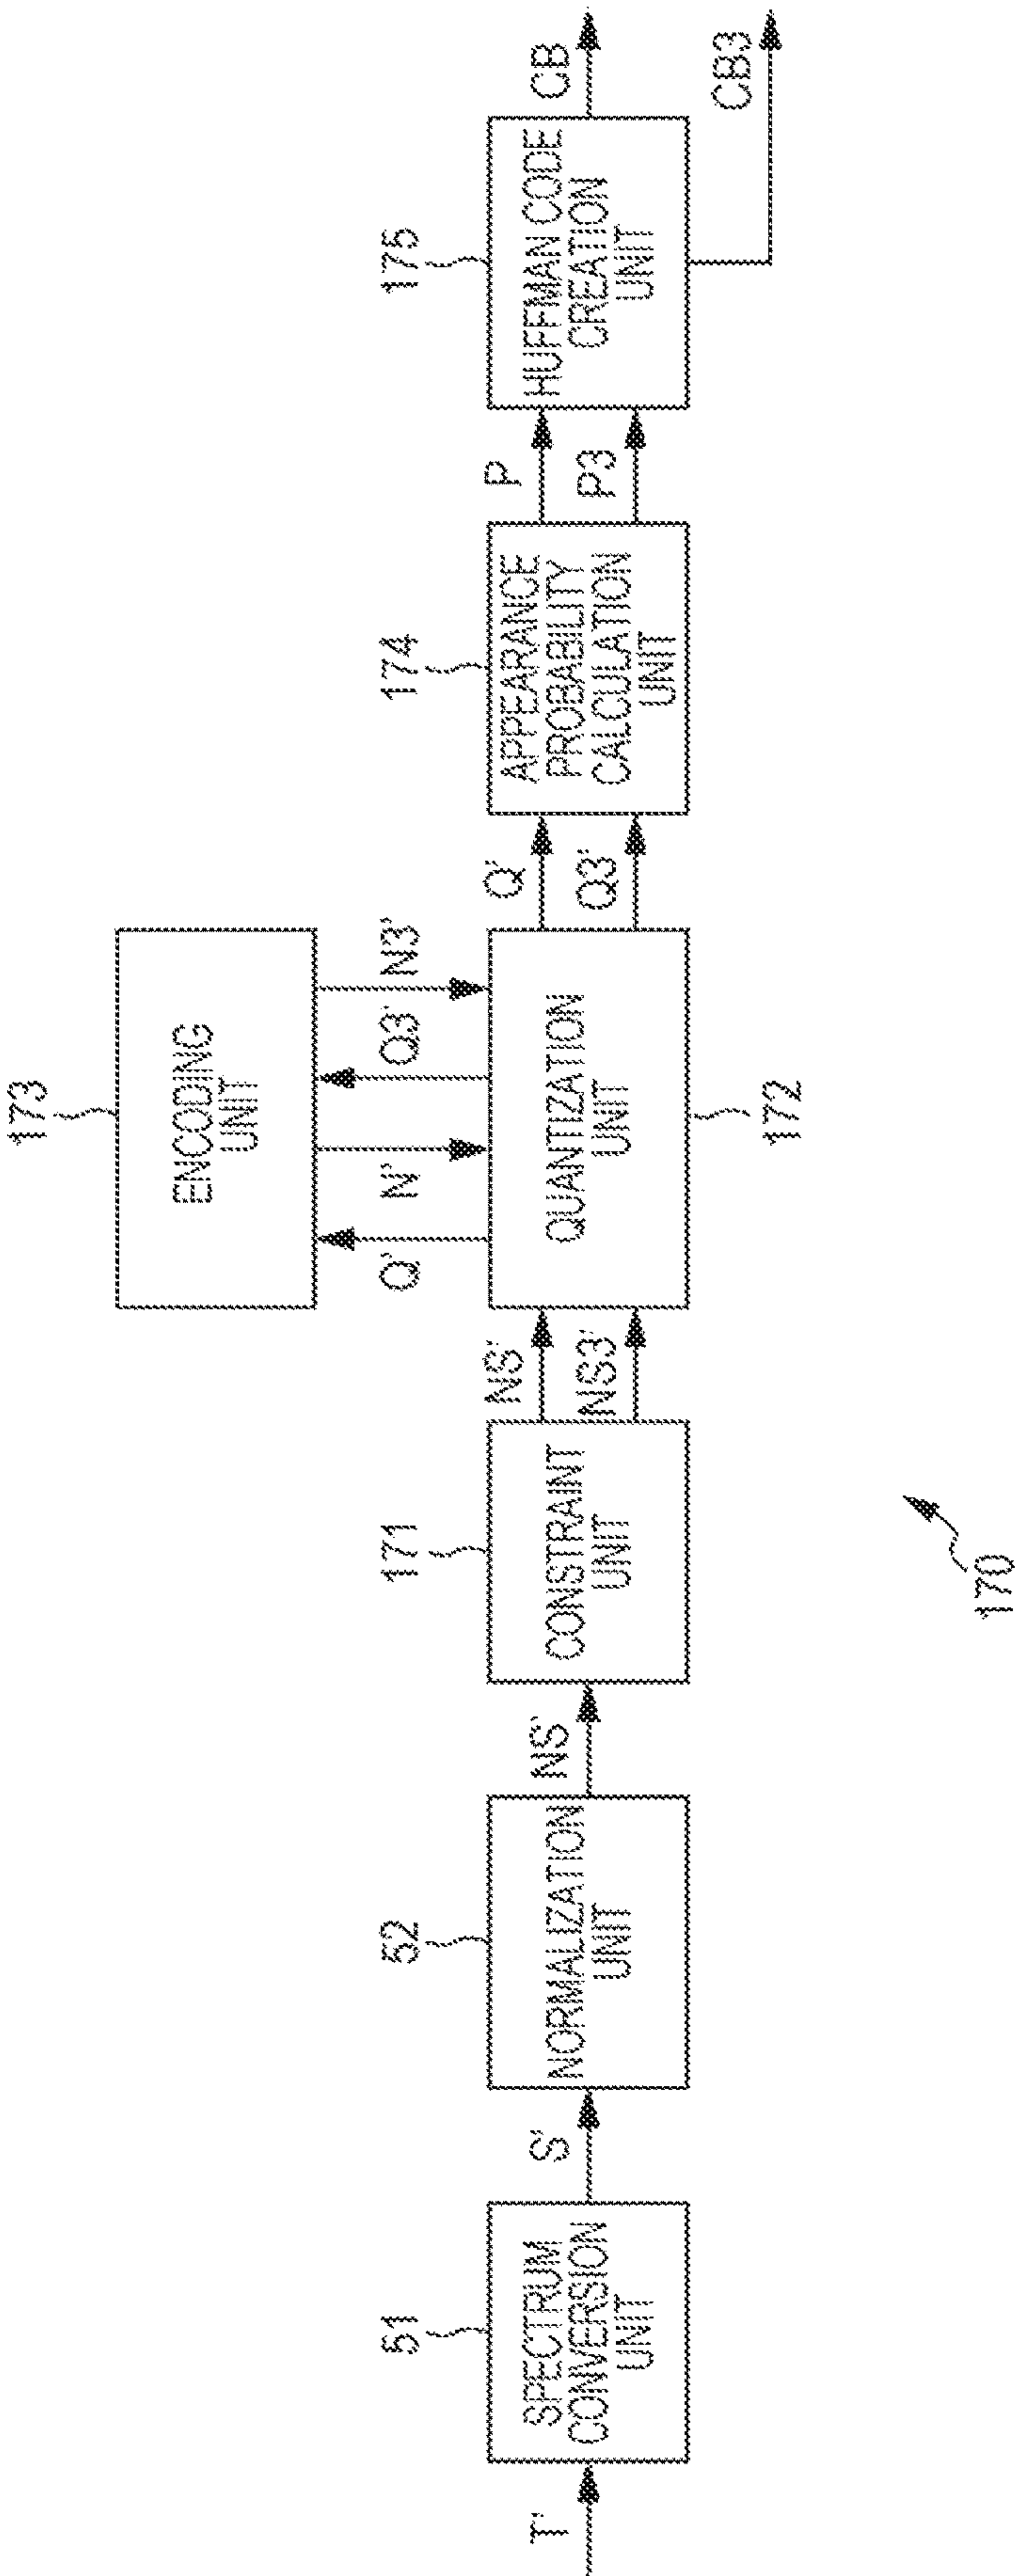 T'
51
SPECTRUM
CONVERSION
UNIT
S'
52
NORMALIZATION
UNIT
NS'
171
CONSTRAINT
UNIT
NS'
NS3'
173
ENCODING
UNIT
Q'
N'
Q3'
N3'
QUANTIZATION
UNIT
172
Q'
Q3'
174
APPEARANCE
PROBABILITY
CALCULATION
UNIT
P
P3
175
HUFFMAN CODE
CREATION
UNIT
CB
CB3
170